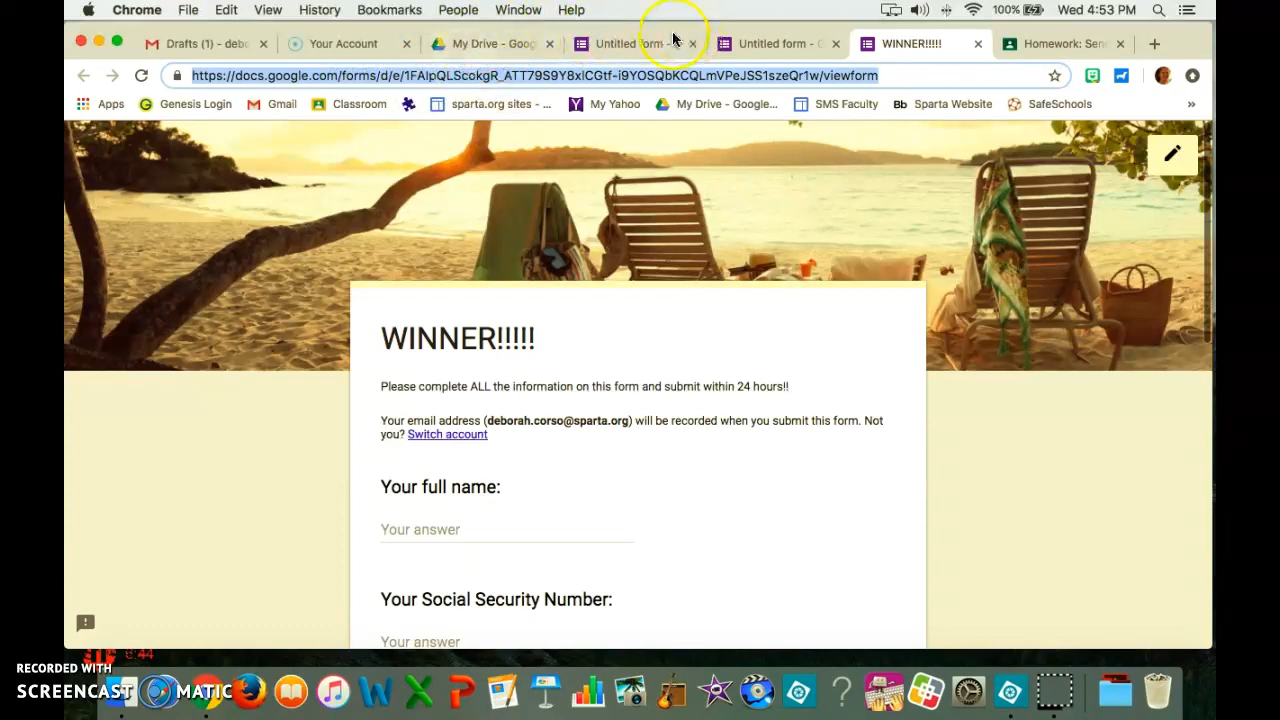 Chrome File Edit View History Bookmarks People Window Help 100% Wed 4:53 PM
Drafts (1) - debo Your Account My Drive - Goog Untitled form - Untitled form - G WINNER!!!!! Homework: Sen
https://docs.google.com/forms/d/e/1FAIpQLScokgR_ATT79S9Y8xlCGtf-i9YOSQbKCQLmVPeJSS1szeQr1w/viewform
Apps Genesis Login Gmail Classroom sparta.org sites - ... My Yahoo My Drive - Google... SMS Faculty Bb Sparta Website SafeSchools »
WINNER!!!!!
Please complete ALL the information on this form and submit within 24 hours!!
Your email address (deborah.corso@sparta.org) will be recorded when you submit this form. Not
you? Switch account
Your full name:
Your answer
Your Social Security Number:
Your answer
RECORDED WITH
SCREENCAST MATIC